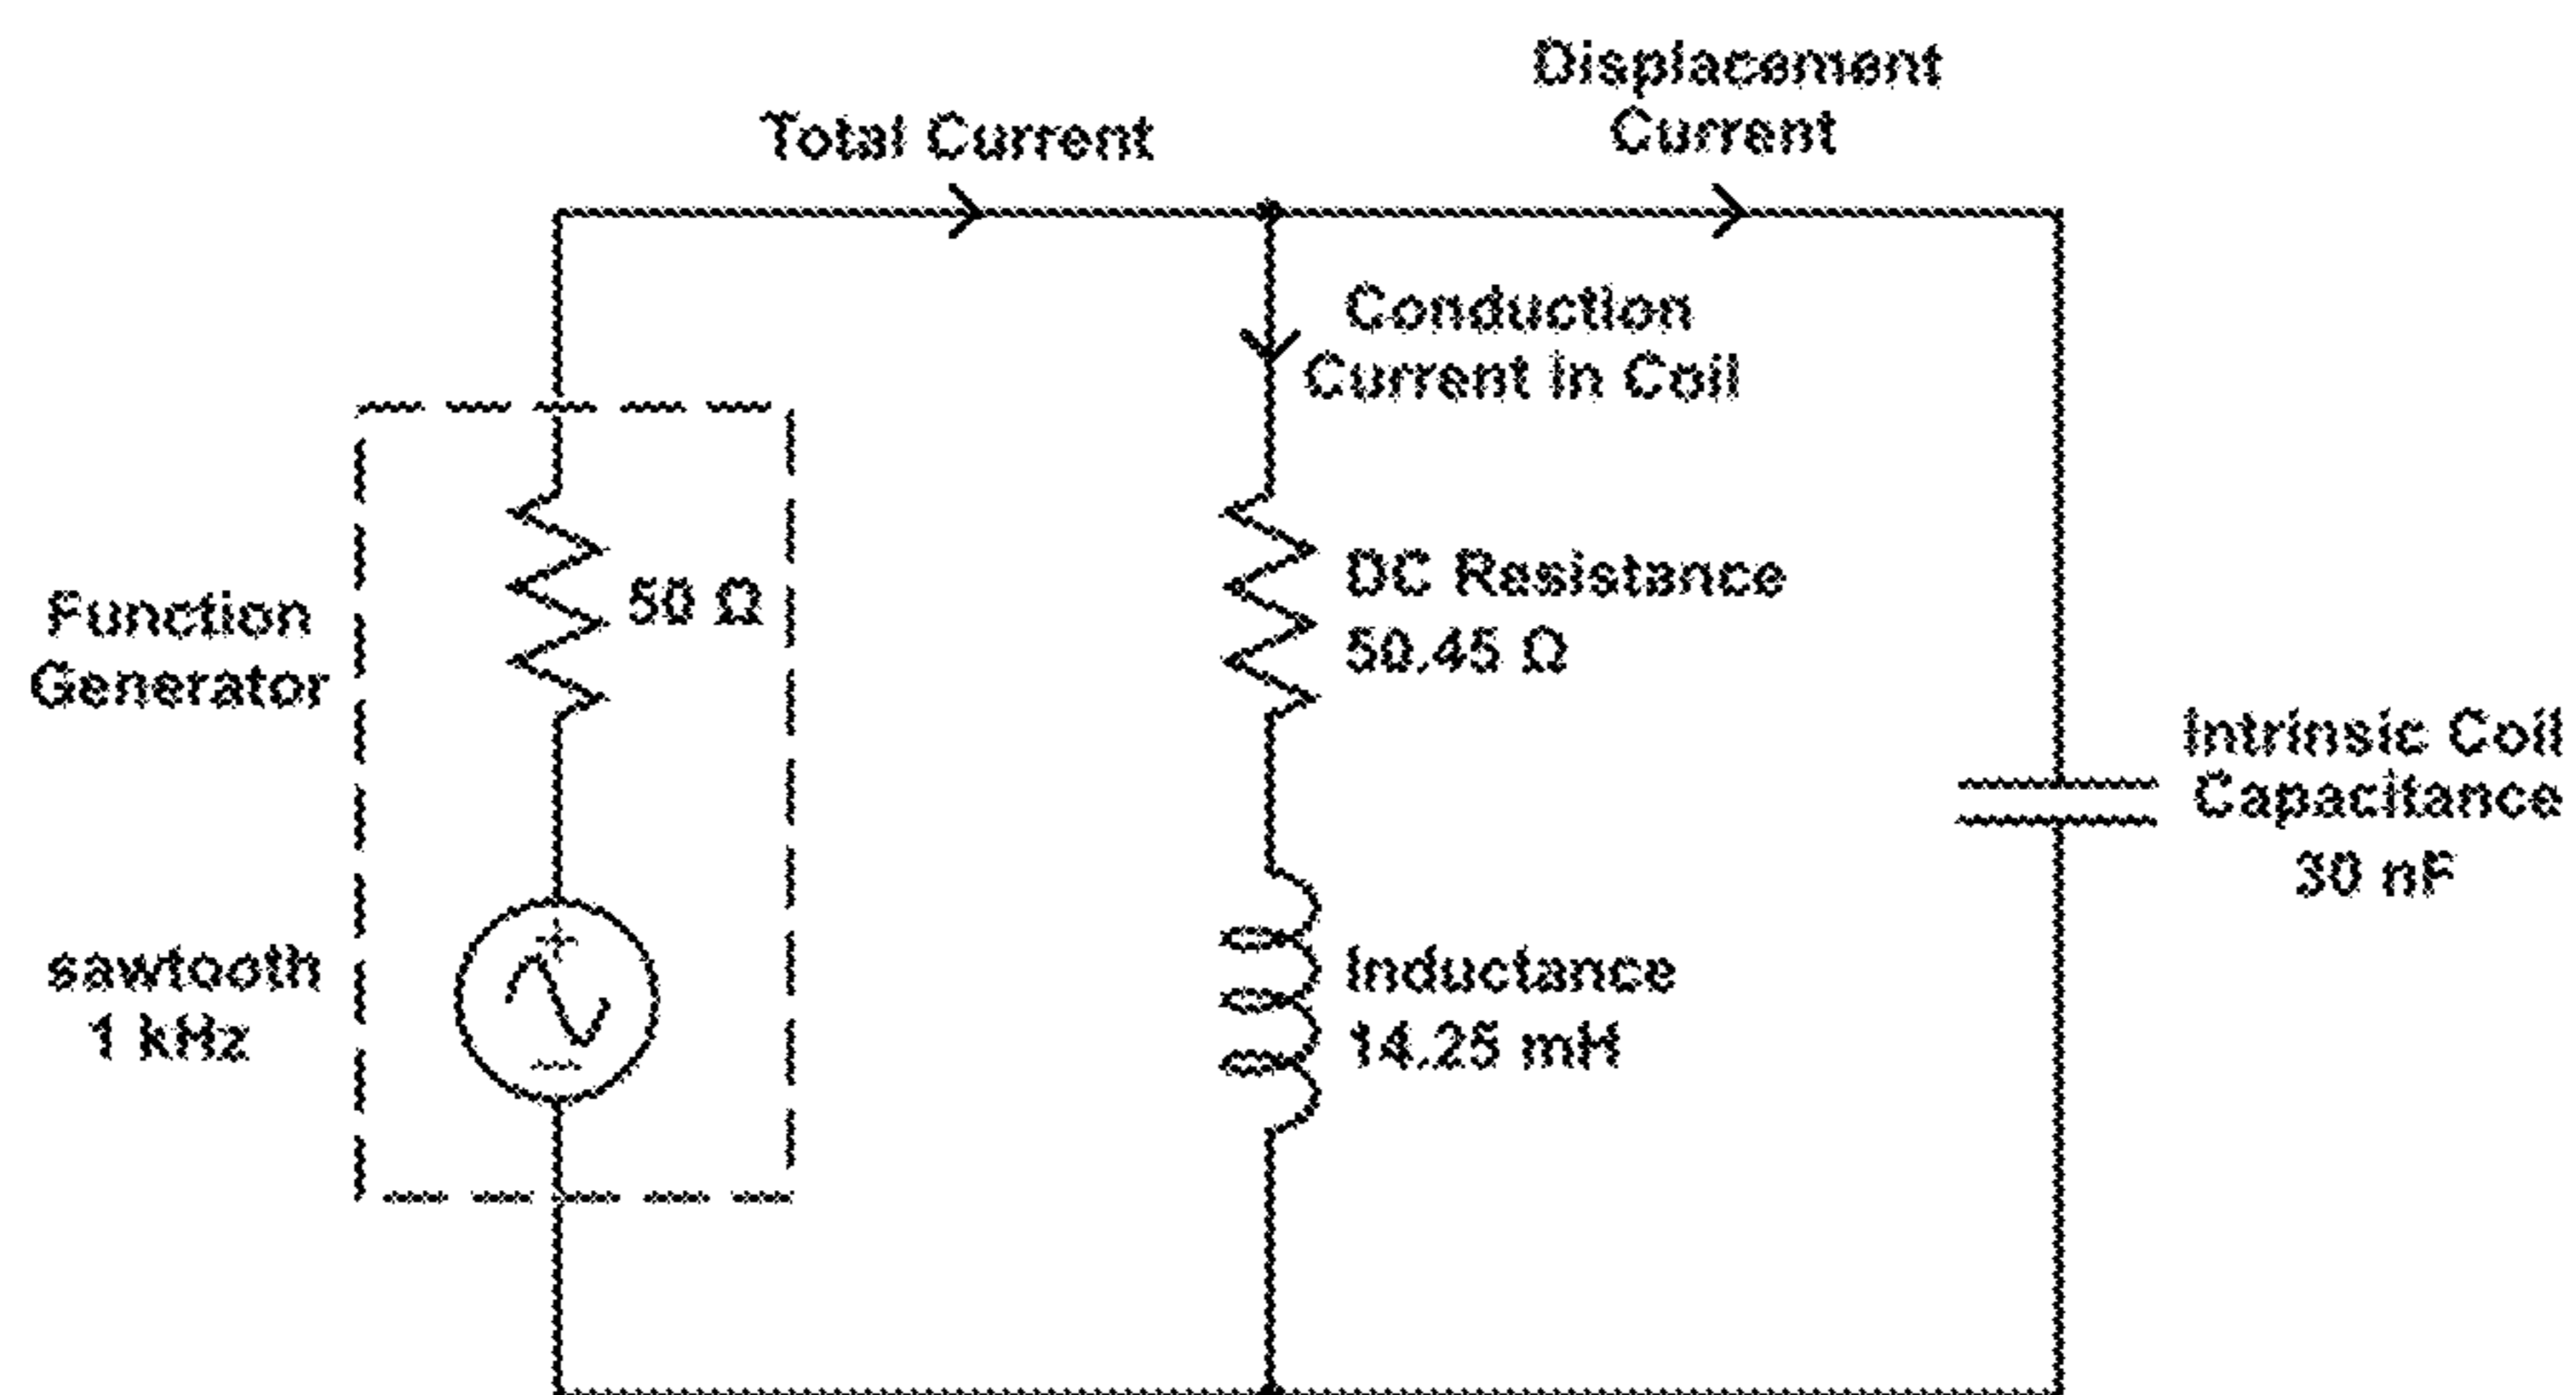 Displacement
Current
Total Current
Conduction
Current in Coil
Function
Generator
50 Ω
DC Resistance
50.45 Ω
Intrinsic Coil
Capacitance
30 nF
sawtooth
1 kHz
+
-
Inductance
14.25 mH